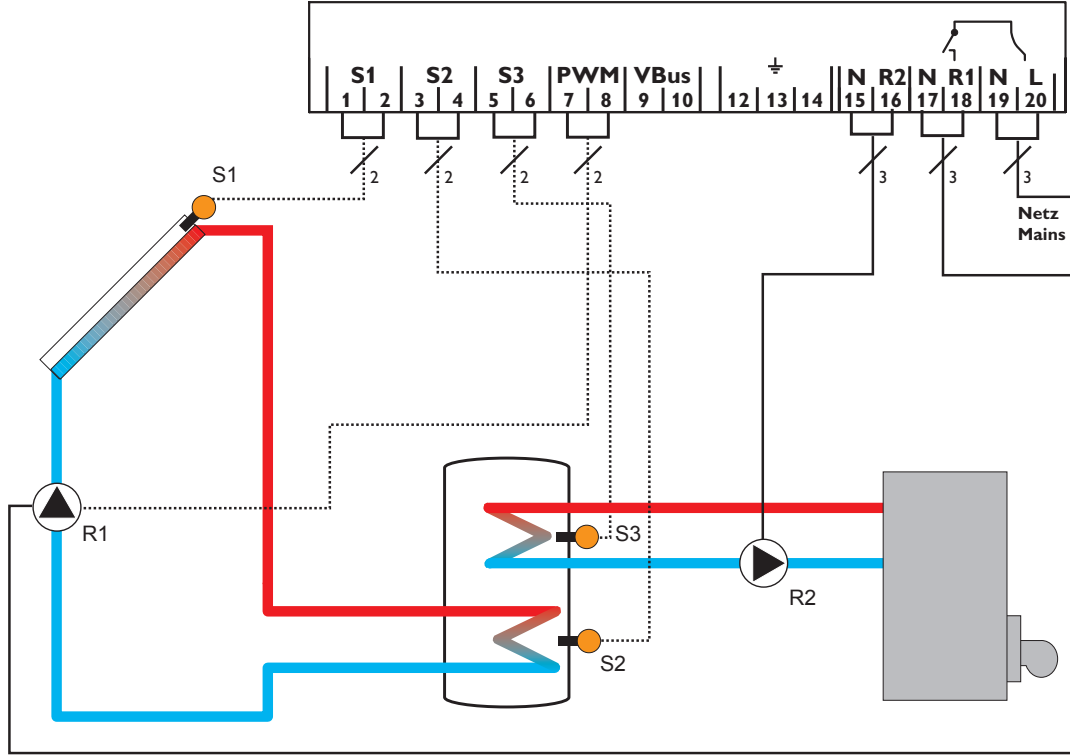 S1 S2 S3 PWM VBus N R2 N R1 N L
1 2 3 4 5 6 7 8 9 10 12 13 14 15 16 17 18 19 20
2 2 2 2 3 3 3
S1
Netz
Mains
R1
S3
R2
S2